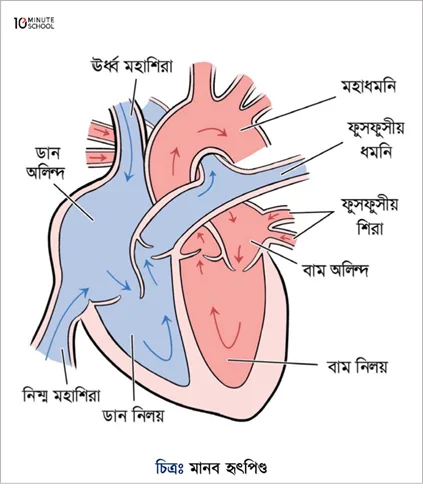 10 MINUTE
SCHOOL
ঊর্ধ্ব মহাশিরা
মহাধমনি
ফুসফুসীয়
ধমনি
ডান
অলিন্দ
ফুসফুসীয়
শিরা
বাম অলিন্দ
বাম নিলয়
নিম্ম মহাশিরা
ডান নিলয়
চিত্রঃ মানব হৃৎপিণ্ড